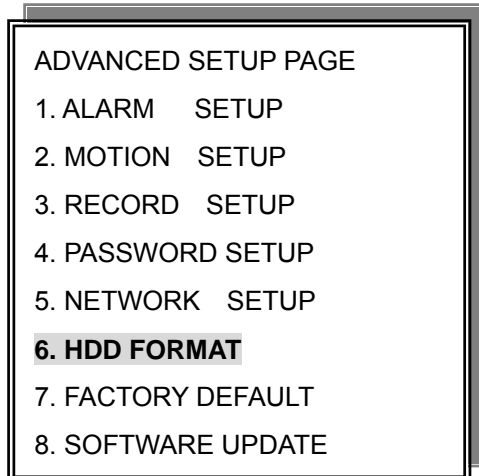 ADVANCED SETUP PAGE
1. ALARM SETUP
2. MOTION SETUP
3. RECORD SETUP
4. PASSWORD SETUP
5. NETWORK SETUP
6. HDD FORMAT
7. FACTORY DEFAULT
8. SOFTWARE UPDATE